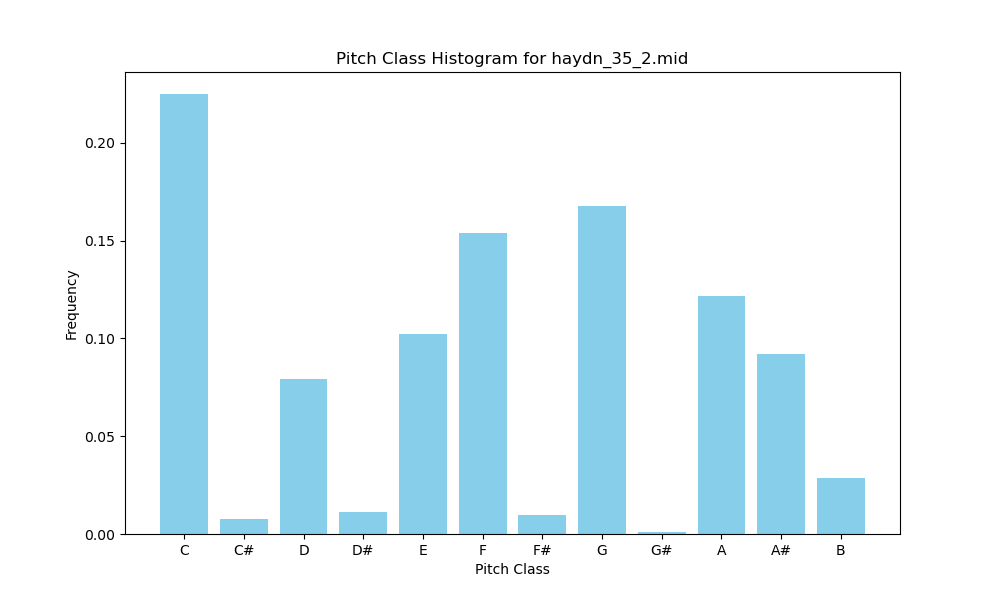 Pitch Class Histogram for haydn_35_2.mid
Frequency
0.20
0.15
0.10
0.05
0.00
C C# D D# E F F# G G# A A# B
Pitch Class